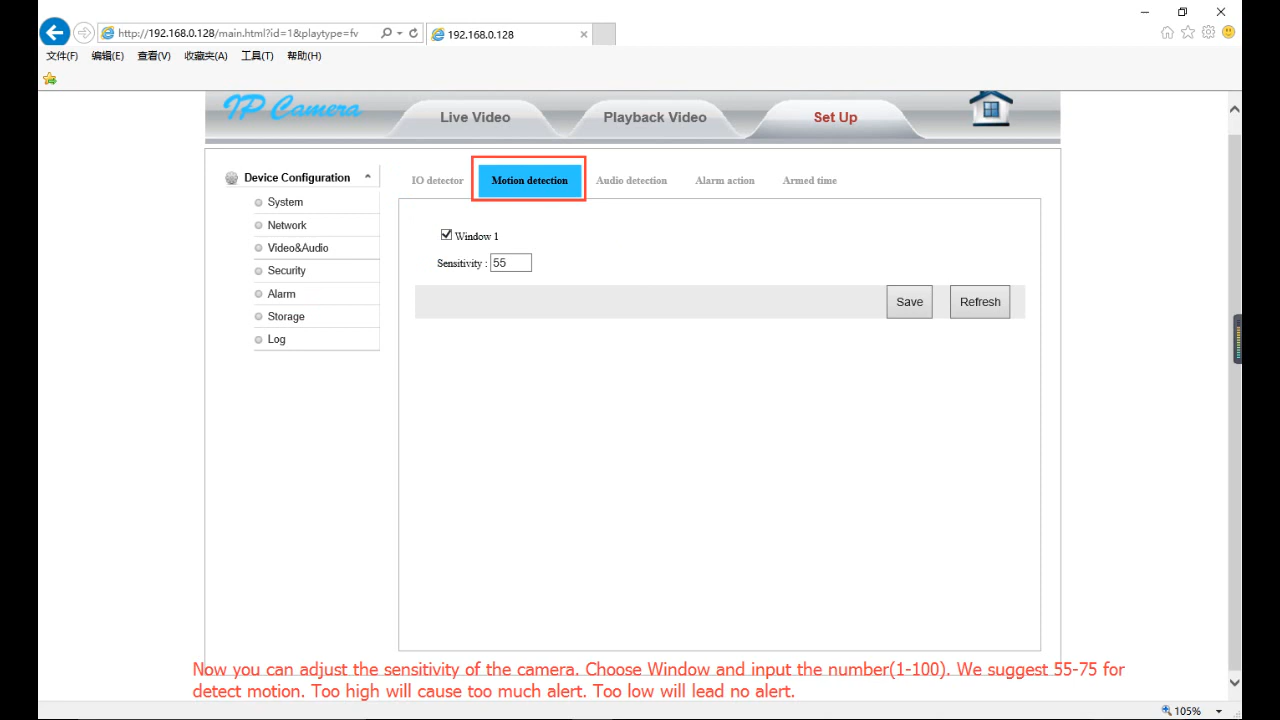 http://192.168.0.128/main.html?id=1&playtype=fv
192.168.0.128
文件(F) 编辑(E) 查看(V) 收藏夹(A) 工具(T) 帮助(H)
IP Camera
Live Video
Playback Video
Set Up
Device Configuration
System
Network
Video&Audio
Security
Alarm
Storage
Log
IO detector
Motion detection
Audio detection
Alarm action
Armed time
Window 1
Sensitivity : 55
Save
Refresh
Now you can adjust the sensitivity of the camera. Choose Window and input the number(1-100). We suggest 55-75 for
detect motion. Too high will cause too much alert. Too low will lead no alert.
105%